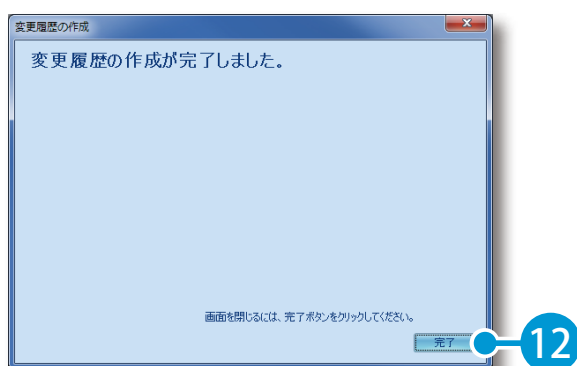 変更履歴の作成
変更履歴の作成が完了しました。
画面を閉じるには、完了ボタンをクリックしてください。
完了
12